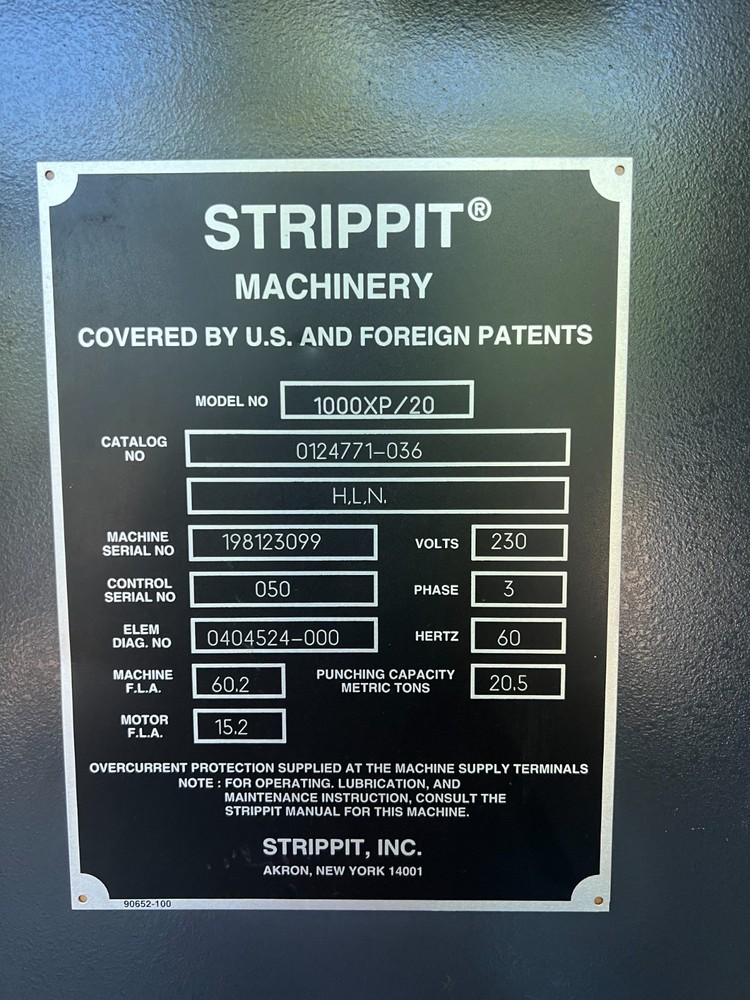 STRIPPIT®
MACHINERY
COVERED BY U.S. AND FOREIGN PATENTS
MODEL NO 1000XP/20
CATALOG NO 0124771-036
H.L.N.
MACHINE SERIAL NO 198123099 VOLTS 230
CONTROL SERIAL NO 050 PHASE 3
ELEM DIAG. NO 0404524-000 HERTZ 60
MACHINE F.L.A. 60.2 PUNCHING CAPACITY METRIC TONS 20.5
MOTOR F.L.A. 15.2
OVERCURRENT PROTECTION SUPPLIED AT THE MACHINE SUPPLY TERMINALS
NOTE : FOR OPERATING. LUBRICATION, AND
MAINTENANCE INSTRUCTION, CONSULT THE
STRIPPIT MANUAL FOR THIS MACHINE.
STRIPPIT, INC.
AKRON, NEW YORK 14001
90652-100